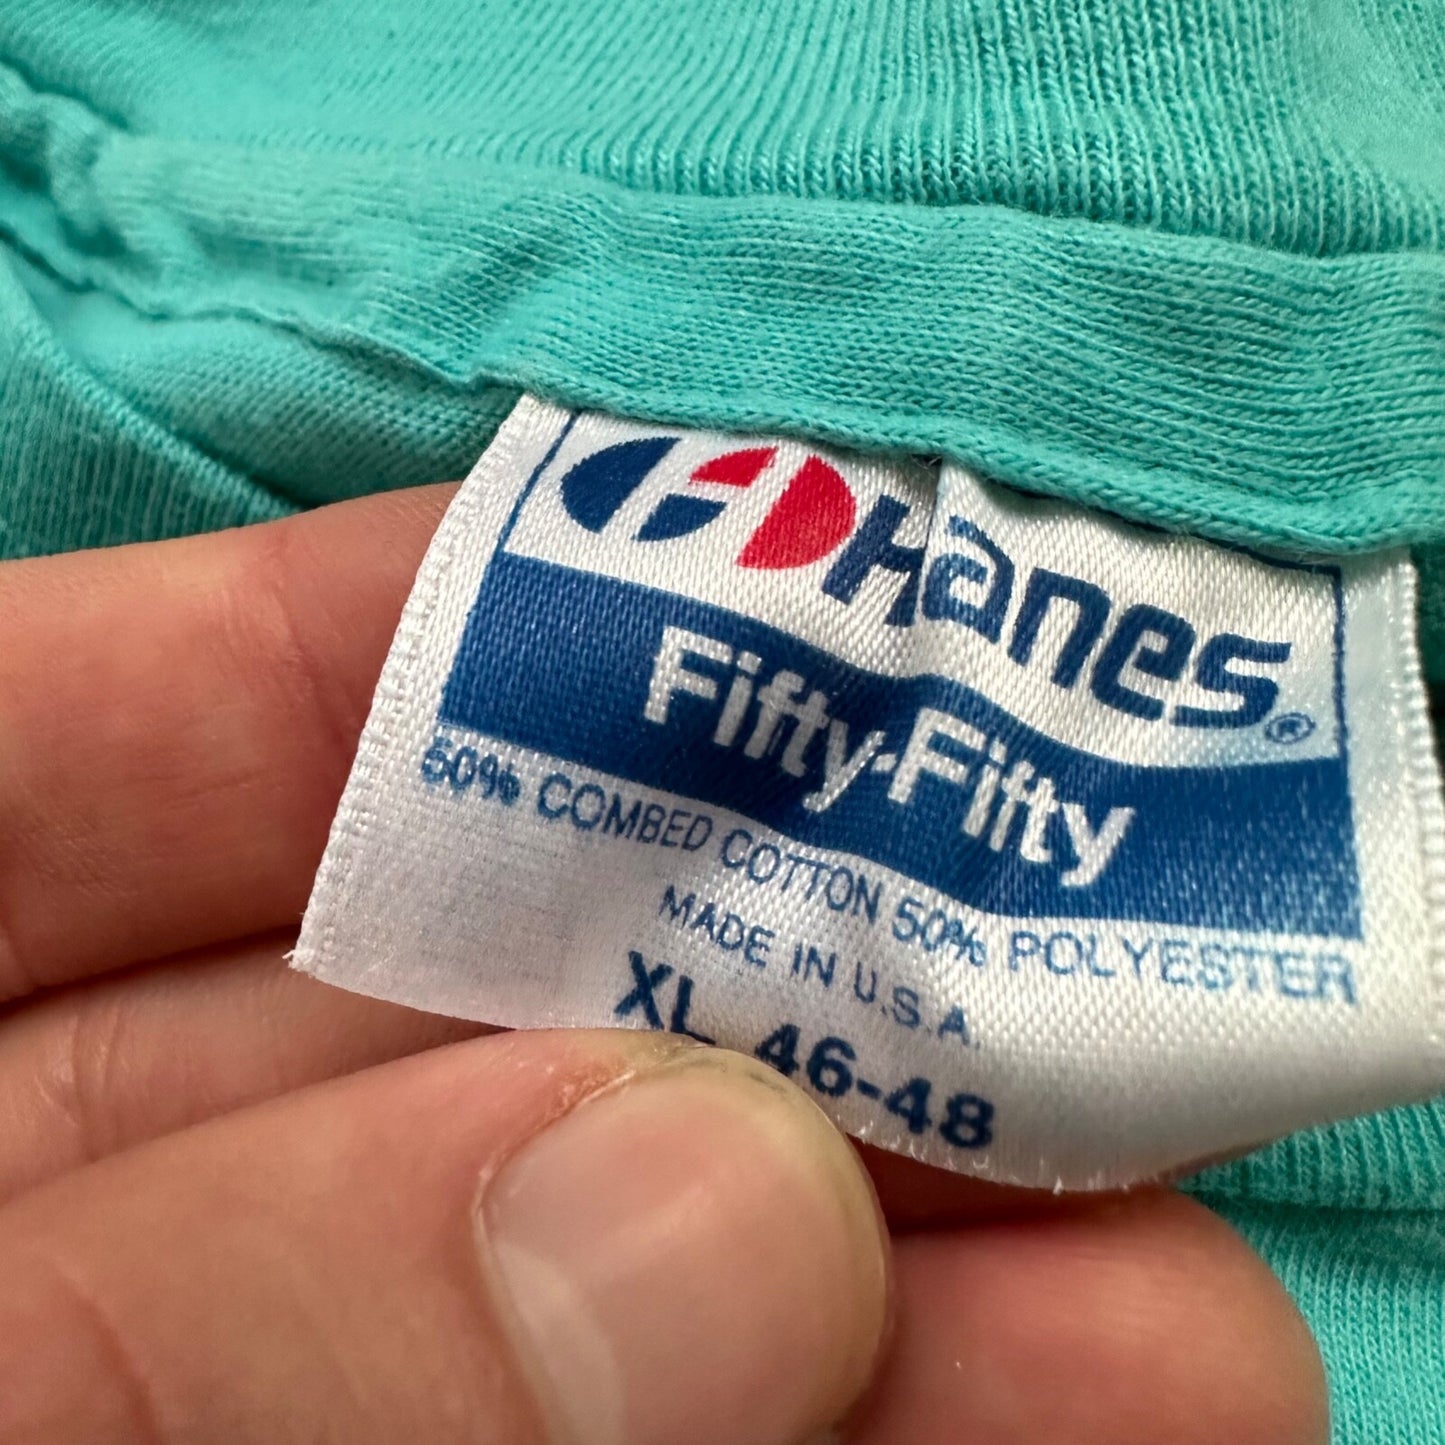 Hanes®
Fifty-Fifty
50% COMBED COTTON 50% POLYESTER
MADE IN U.S.A.
XL 46-48